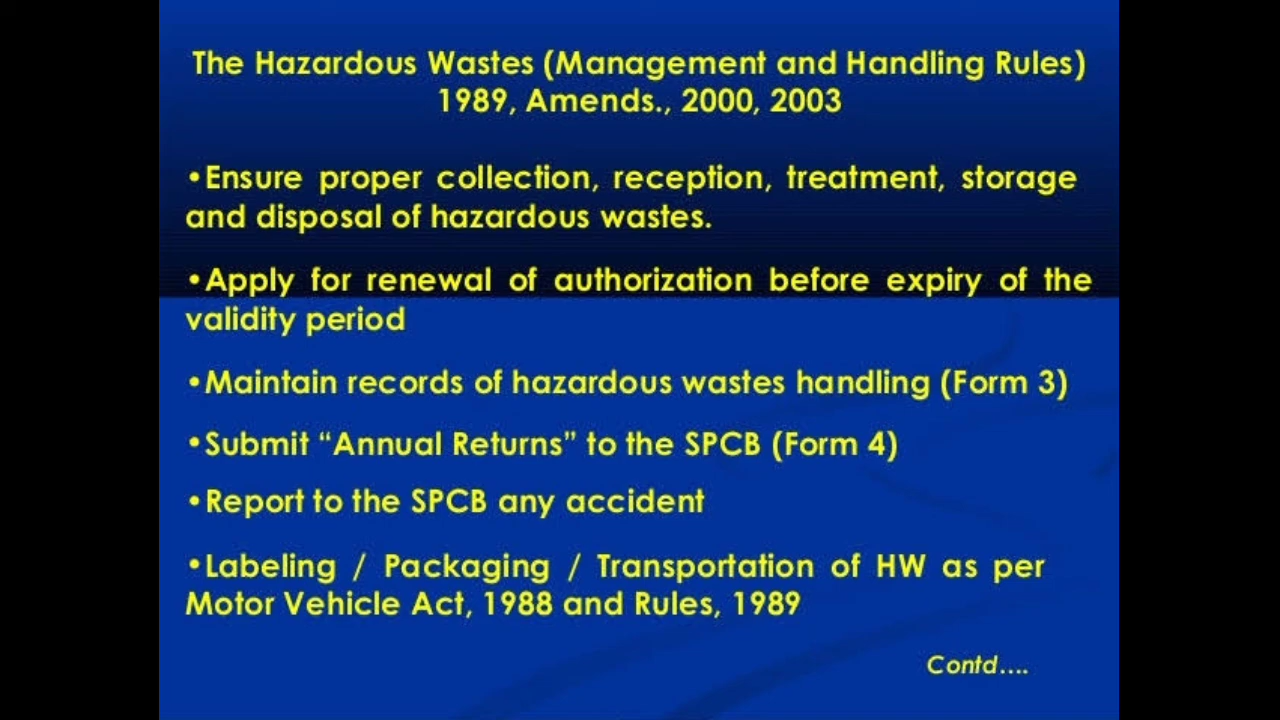 The Hazardous Wastes (Management and Handling Rules)
1989, Amends., 2000, 2003
•Ensure proper collection, reception, treatment, storage
and disposal of hazardous wastes.
•Apply for renewal of authorization before expiry of the
validity period
•Maintain records of hazardous wastes handling (Form 3)
•Submit “Annual Returns” to the SPCB (Form 4)
•Report to the SPCB any accident
•Labeling / Packaging / Transportation of HW as per
Motor Vehicle Act, 1988 and Rules, 1989
Contd....